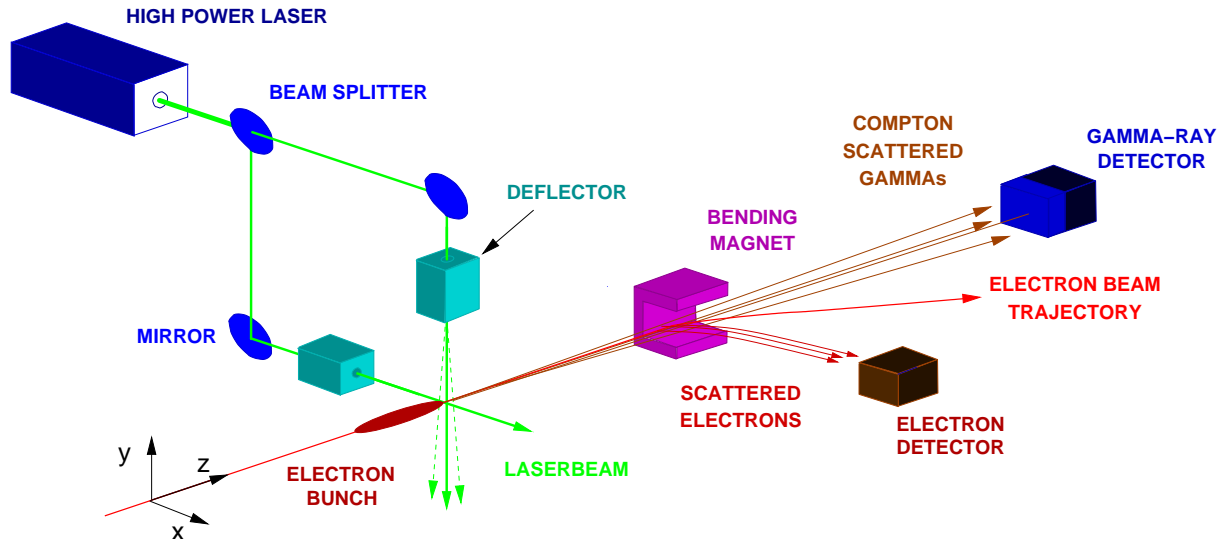 HIGH POWER LASER
BEAM SPLITTER
COMPTON
SCATTERED
GAMMAs
GAMMA–RAY
DETECTOR
DEFLECTOR
BENDING
MAGNET
ELECTRON BEAM
TRAJECTORY
MIRROR
SCATTERED
ELECTRONS
ELECTRON
DETECTOR
LASERBEAM
ELECTRON
BUNCH
y
z
x